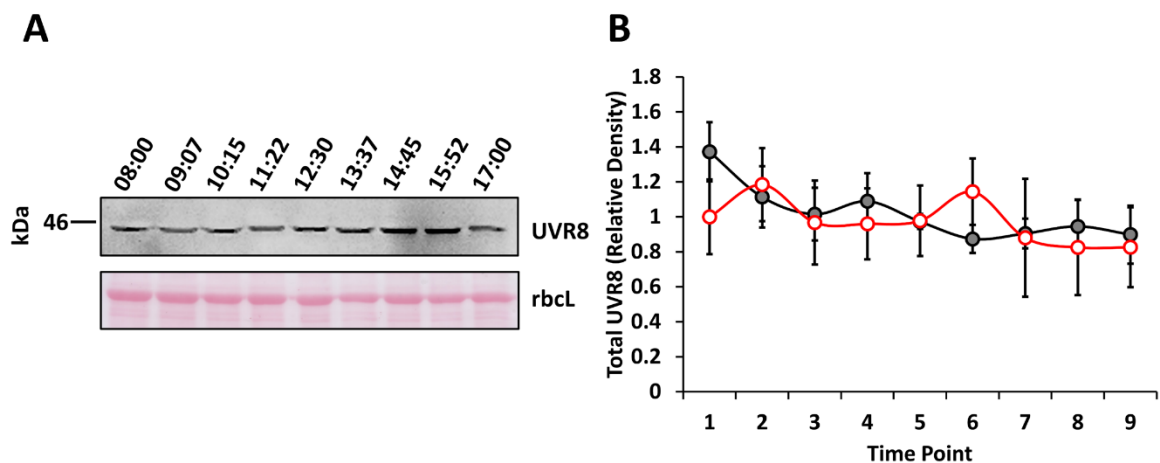 A
08:00 09:07 10:15 11:22 12:30 13:37 14:45 15:52 17:00
kDa
46
UVR8
rbcL
B
Total UVR8 (Relative Density)
1.8
1.6
1.4
1.2
1
0.8
0.6
0.4
0.2
0
1 2 3 4 5 6 7 8 9
Time Point